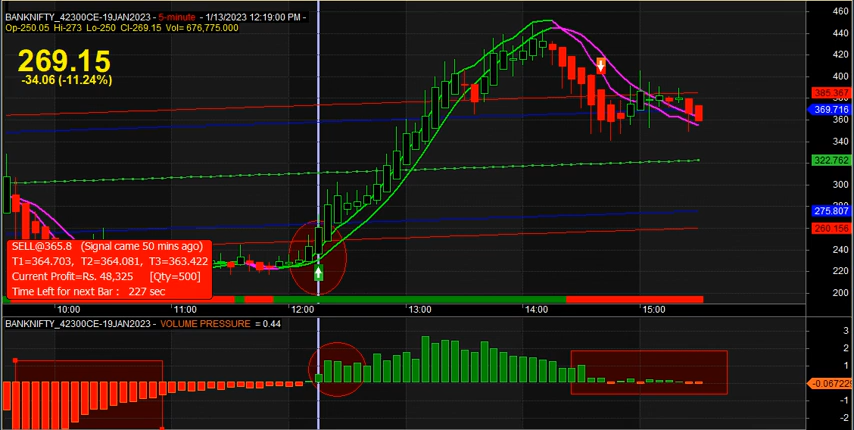 BANKNIFTY_42300CE-19JAN2023 - 5-minute - 1/13/2023 12:19:00 PM -
Op-250.05 Hi-273 Lo-250 Cl-269.15 Vol= 676,775.000
269.15
-34.06 (-11.24%)
460
440
420
400
385.367
369.716
360
340
322.762
300
275.807
260.156
240
220
200
SELL@365.8 (Signal came 50 mins ago)
T1=364.703, T2=364.081, T3=363.422
Current Profit=Rs. 48,325 [Qty=500]
Time Left for next Bar : 227 sec
10:00 11:00 12:00 13:00 14:00 15:00
BANKNIFTY_42300CE-19JAN2023 - VOLUME PRESSURE = 0.44
3
2
1
-0.067229
-1
-2